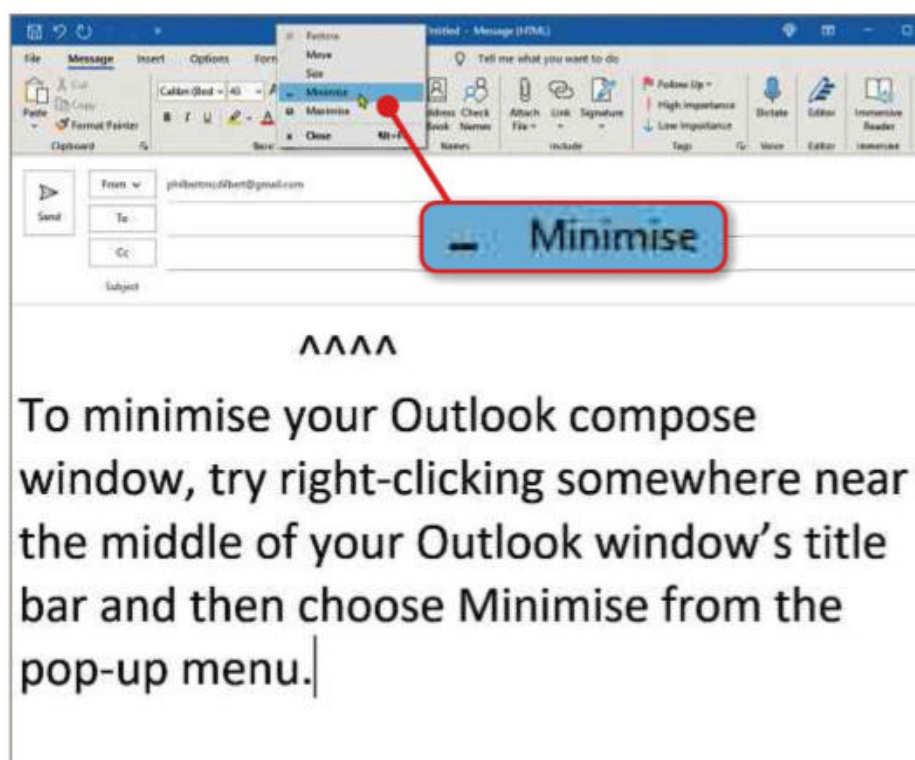 Untitled - Message (HTML)
File Message Insert Options
Tell me what you want to do
Restore
Move
Size
Minimise
Maximise
Close
Paste
Cut
Copy
Format Painter
Clipboard
B I U
Check
Names
Names
Attach
File
Link
Signature
Include
Follow Up
High Importance
Low Importance
Tags
Dictate
Voice
Editor
Editor
Immersive
Reader
Immersive
Send
From
To
Cc
Subject
Minimise
^^^^
To minimise your Outlook compose
window, try right-clicking somewhere near
the middle of your Outlook window's title
bar and then choose Minimise from the
pop-up menu.